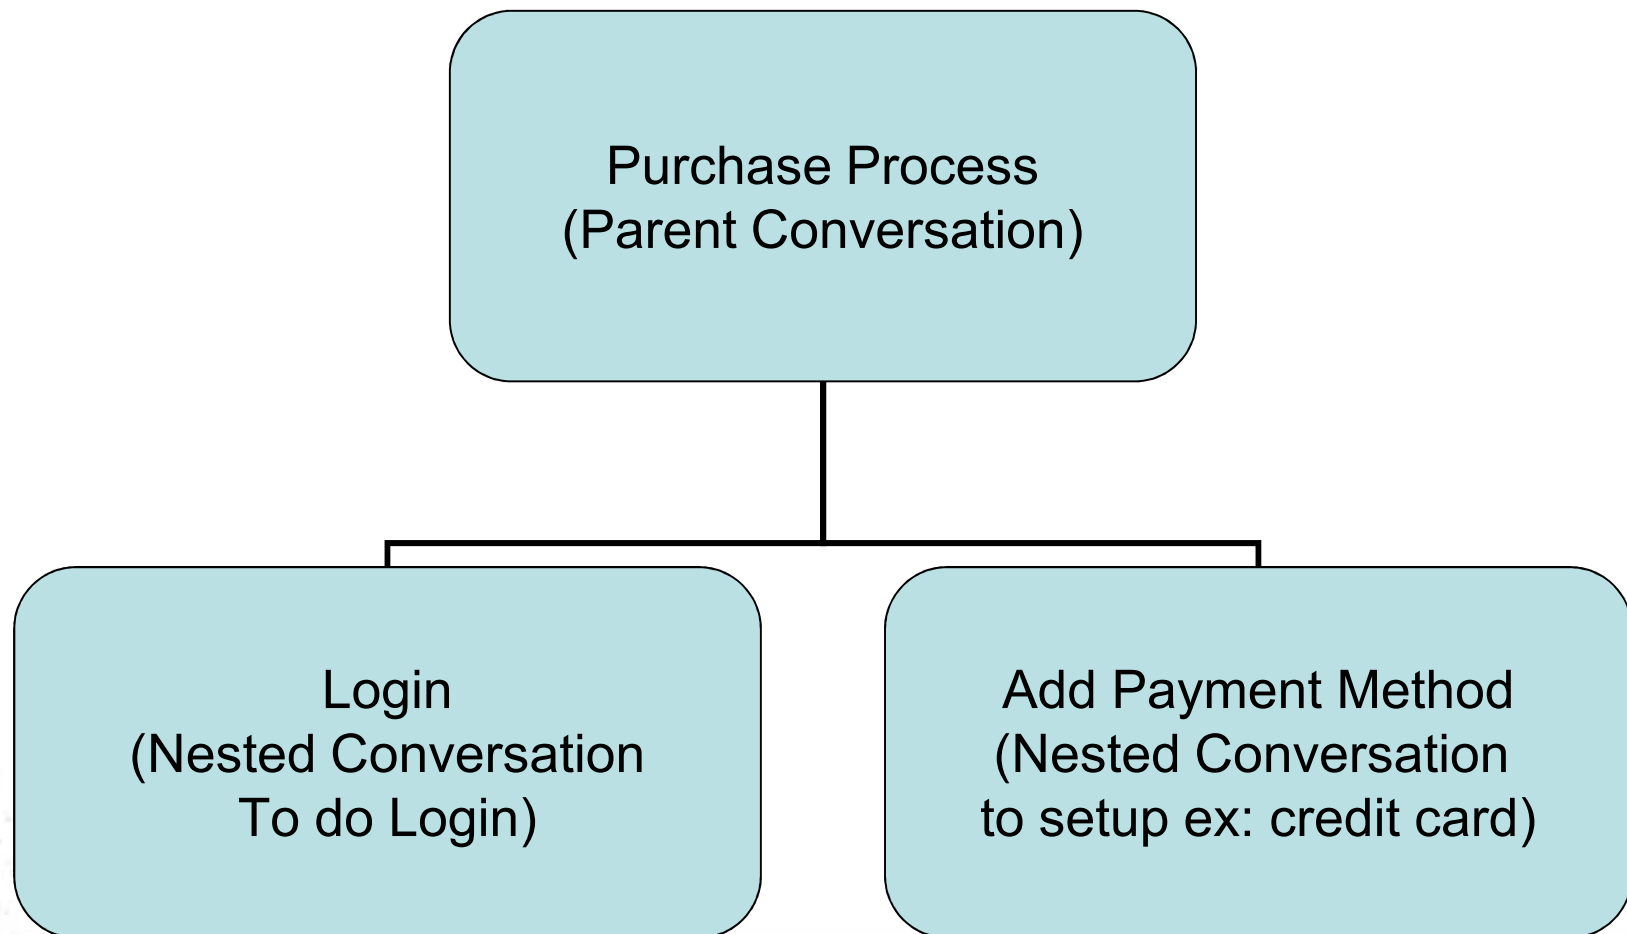 Purchase Process
(Parent Conversation)
Login
(Nested Conversation
To do Login)
Add Payment Method
(Nested Conversation
to setup ex: credit card)